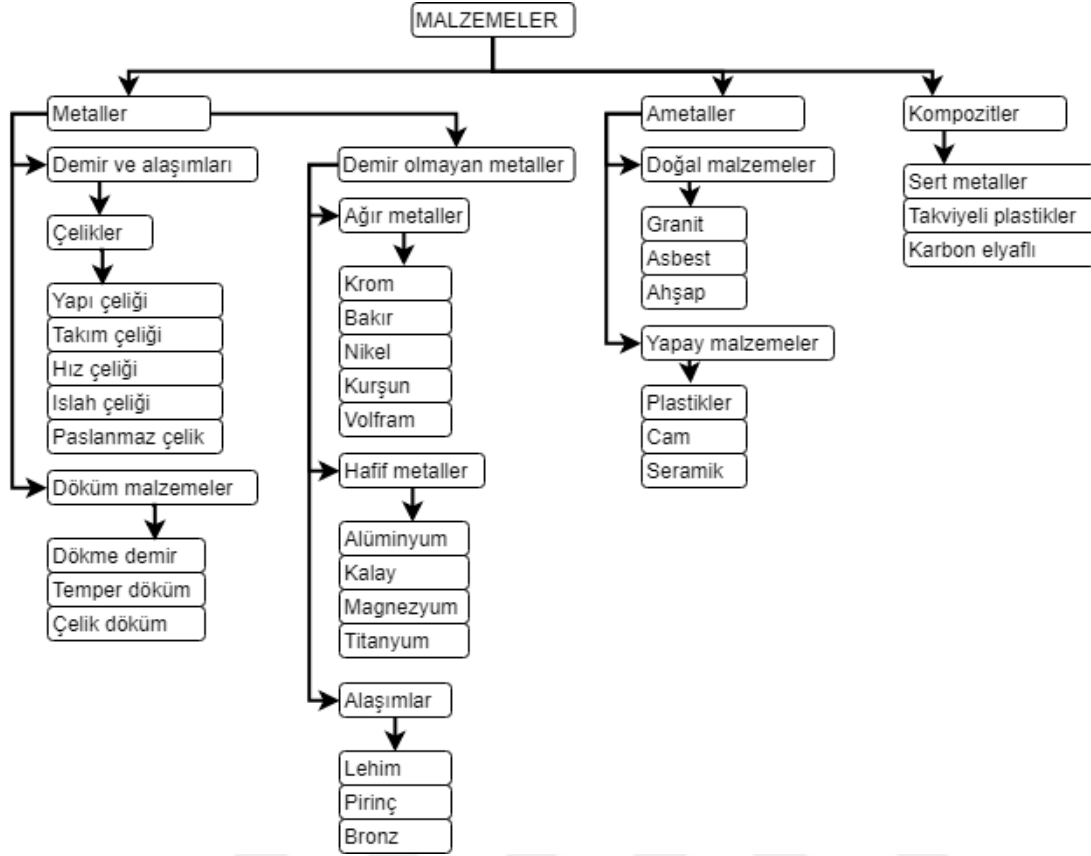 MALZEMELER
Metaller
Demir ve alaşımları
Çelikler
Yapı çeliği
Takım çeliği
Hız çeliği
Islah çeliği
Paslanmaz çelik
Döküm malzemeler
Dökme demir
Temper döküm
Çelik döküm
Demir olmayan metaller
Ağır metaller
Krom
Bakır
Nikel
Kurşun
Volfram
Hafif metaller
Alüminyum
Kalay
Magnezyum
Titanyum
Alaşımlar
Lehim
Pirinç
Bronz
Ametaller
Doğal malzemeler
Granit
Asbest
Ahşap
Yapay malzemeler
Plastikler
Cam
Seramik
Kompozitler
Sert metaller
Takviyeli plastikler
Karbon elyaflı